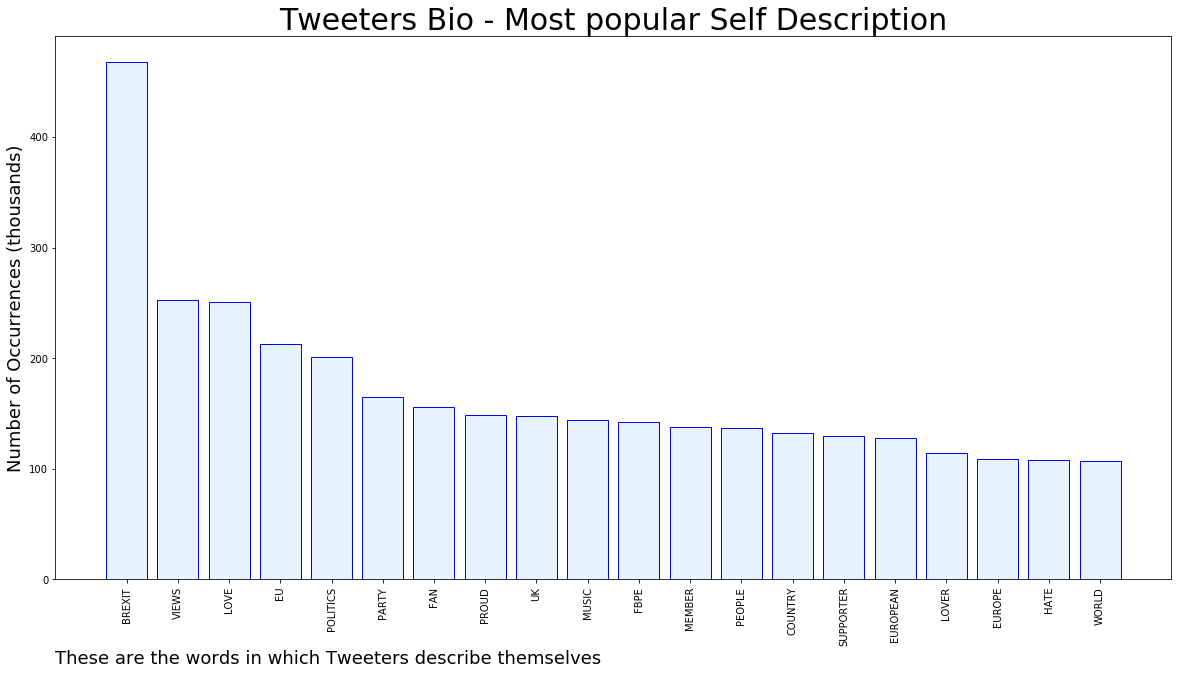 Tweeters Bio - Most popular Self Description
Number of Occurrences (thousands)
400
300
200
100
0
BREXIT
VIEWS
LOVE
EU
POLITICS
PARTY
FAN
PROUD
UK
MUSIC
FBPE
MEMBER
PEOPLE
COUNTRY
SUPPORTER
EUROPEAN
LOVER
EUROPE
HATE
WORLD
These are the words in which Tweeters describe themselves